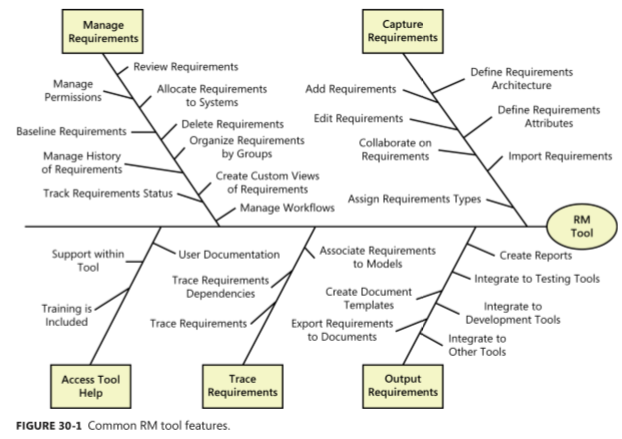 Manage
Requirements
Capture
Requirements
Review Requirements
Manage
Permissions
Allocate Requirements
to Systems
Baseline Requirements
Delete Requirements
Organize Requirements
by Groups
Manage History
of Requirements
Create Custom Views
of Requirements
Track Requirements Status
Manage Workflows
Define Requirements
Architecture
Add Requirements
Define Requirements
Attributes
Edit Requirements
Collaborate on
Requirements
Import Requirements
Assign Requirements Types
RM
Tool
Support within
Tool
User Documentation
Training is
Included
Associate Requirements
to Models
Trace Requirements
Dependencies
Trace Requirements
Create Reports
Integrate to Testing Tools
Create Document
Templates
Integrate to
Development Tools
Export Requirements
to Documents
Integrate to
Other Tools
Access Tool
Help
Trace
Requirements
Output
Requirements
FIGURE 30-1 Common RM tool features.